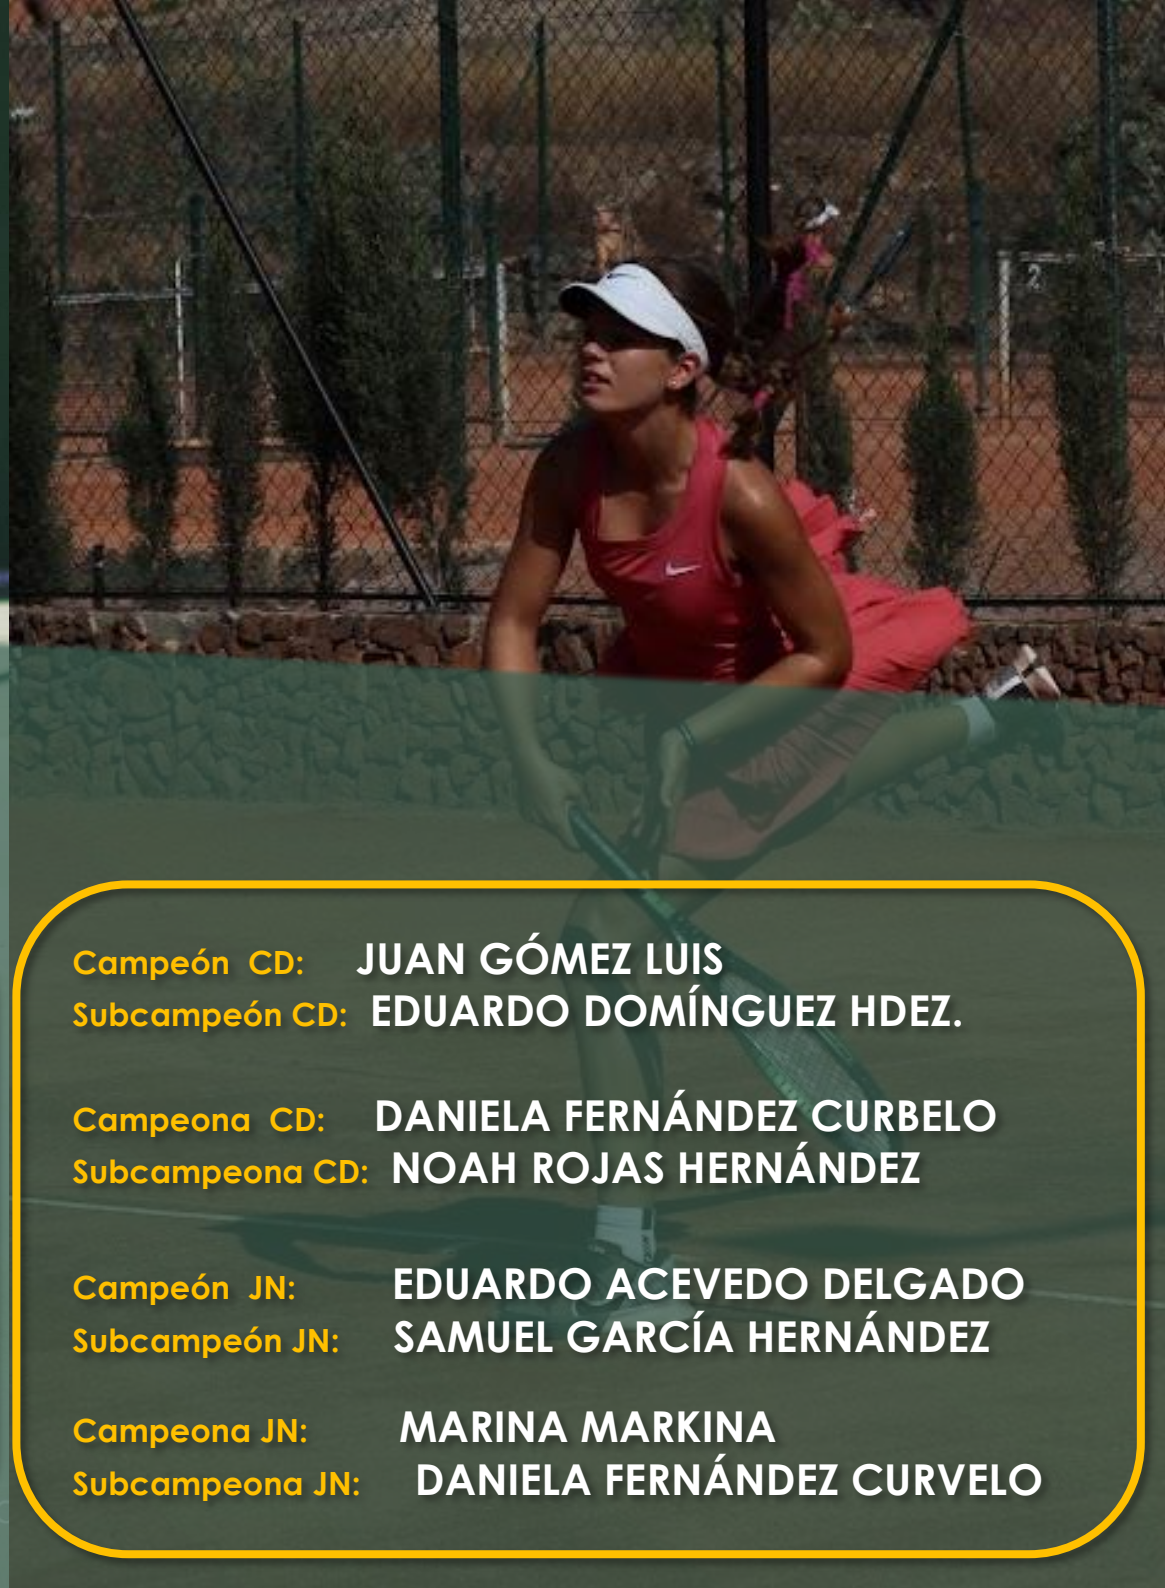 2
Campeón CD: JUAN GÓMEZ LUIS
Subcampeón CD: EDUARDO DOMÍNGUEZ HDEZ.
Campeona CD: DANIELA FERNÁNDEZ CURBELO
Subcampeona CD: NOAH ROJAS HERNÁNDEZ
Campeón JN: EDUARDO ACEVEDO DELGADO
Subcampeón JN: SAMUEL GARCÍA HERNÁNDEZ
Campeona JN: MARINA MARKINA
Subcampeona JN: DANIELA FERNÁNDEZ CURVELO